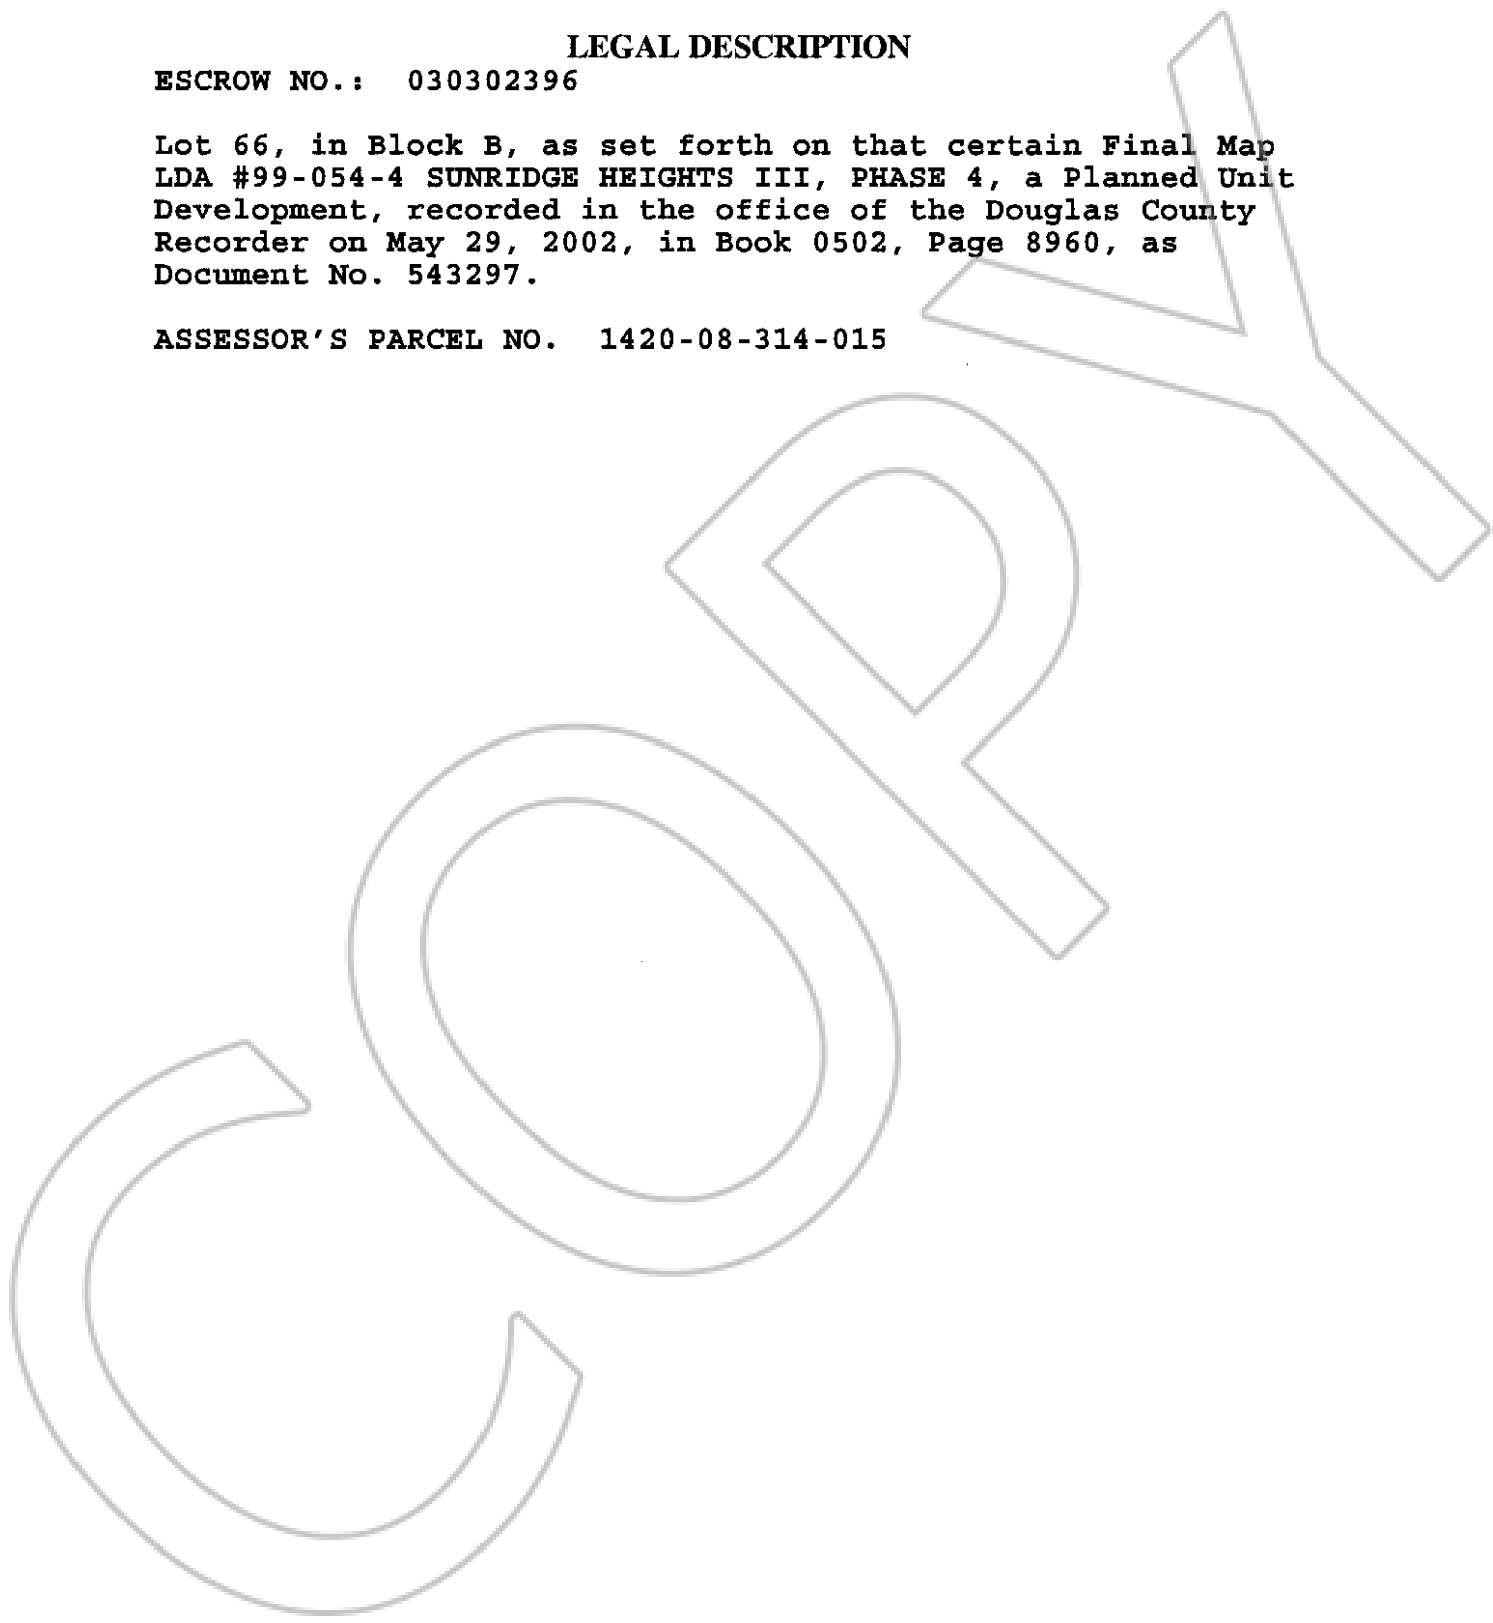 LEGAL DESCRIPTION
ESCROW NO.: 030302396
Lot 66, in Block B, as set forth on that certain Final Map
LDA #99-054-4 SUNRIDGE HEIGHTS III, PHASE 4, a Planned Unit
Development, recorded in the office of the Douglas County
Recorder on May 29, 2002, in Book 0502, Page 8960, as
Document No. 543297.
ASSESSOR'S PARCEL NO. 1420-08-314-015
COPY